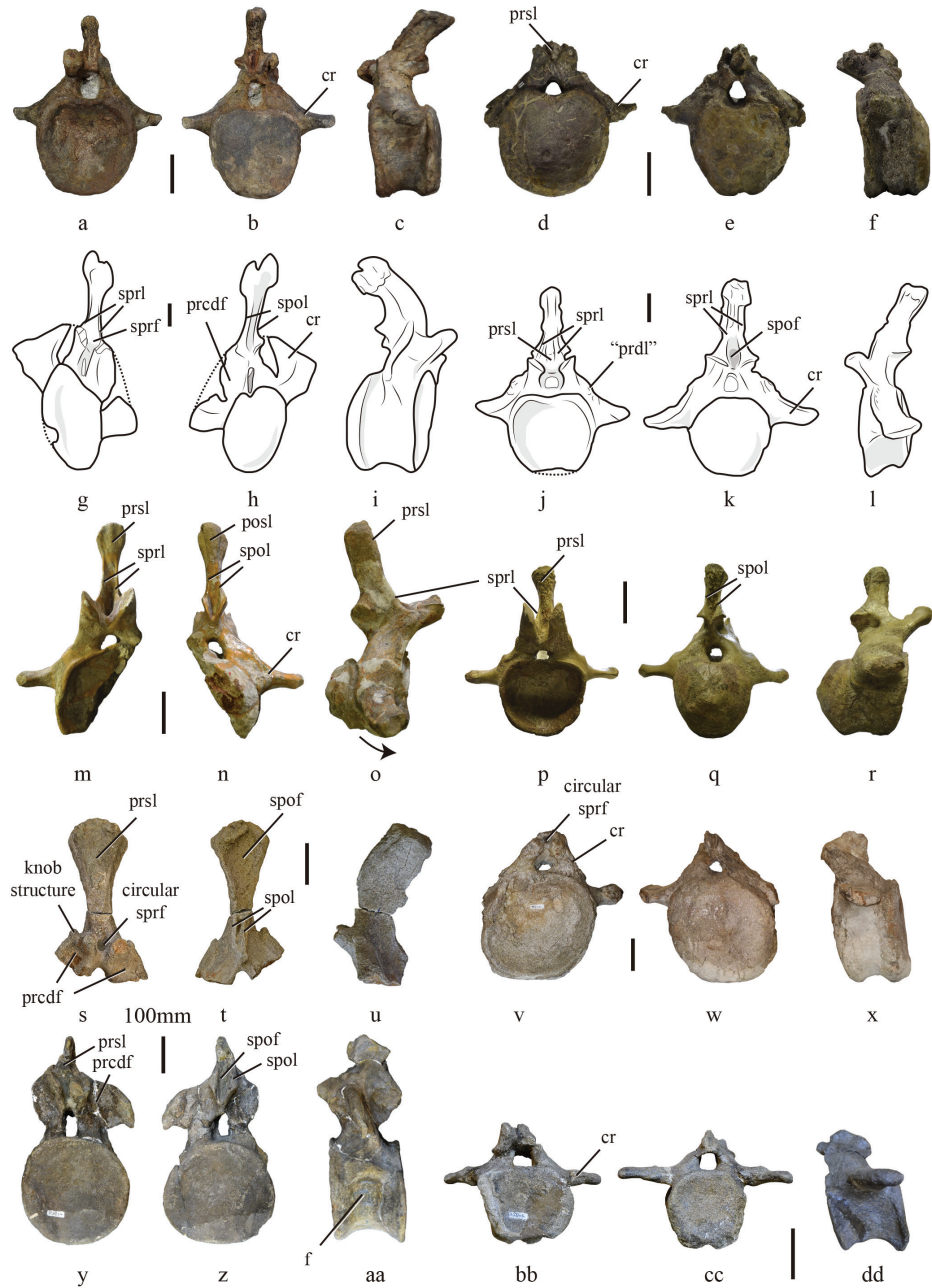 prsl
cr
cr
a
b
c
d
e
f
sprl
sprf
prcdf
spol
cr
prsl
sprl
"prdl"
sprl
spof
cr
g
h
i
j
k
l
prsl
sprl
posl
spol
cr
prsl
sprl
prsl
spol
m
n
o
p
q
r
prsl
knob
structure
circular
sprf
prcdf
spof
spol
circular
sprf
cr
s
t
u
v
w
x
100mm
prsl
prcdf
spof
spol
f
cr
y
z
aa
bb
cc
dd